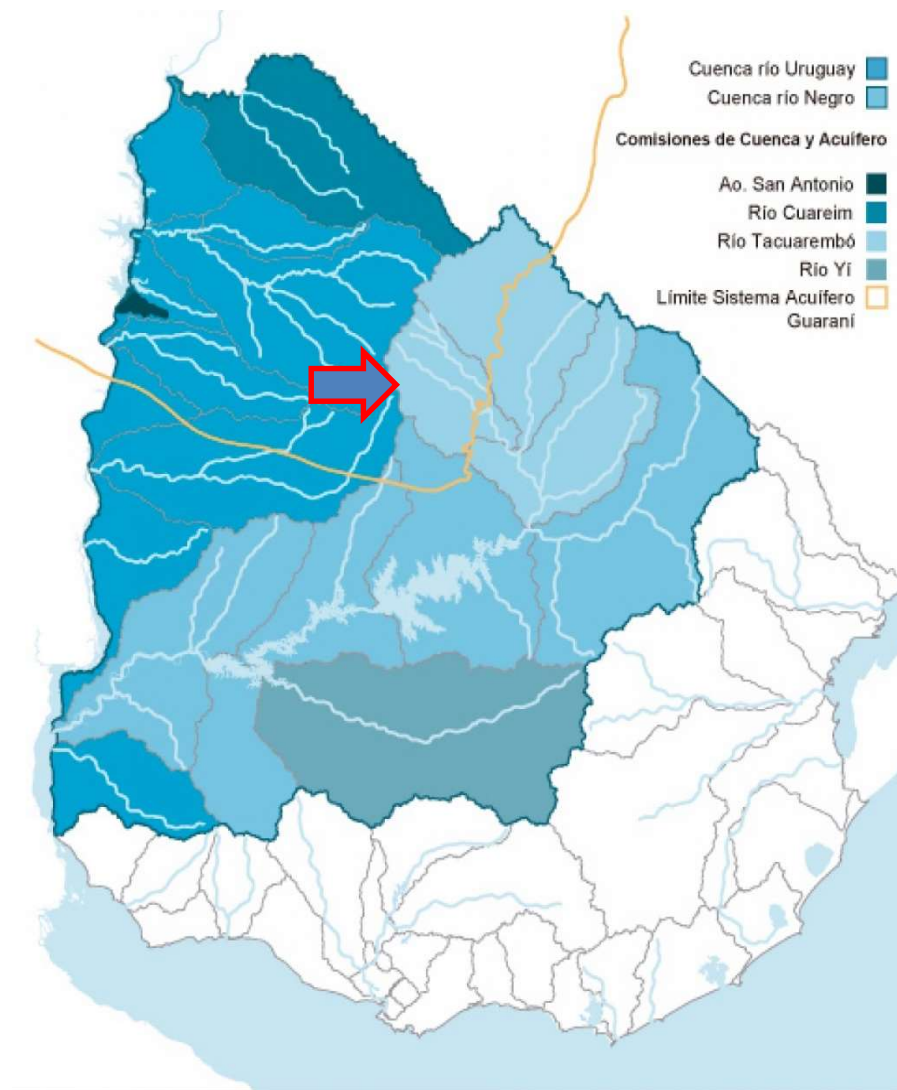 Cuenca río Uruguay
Cuenca río Negro
Comisiones de Cuenca y Acuífero
Ao. San Antonio
Río Cuareim
Río Tacuarembó
Río Yí
Límite Sistema Acuífero
Guaraní